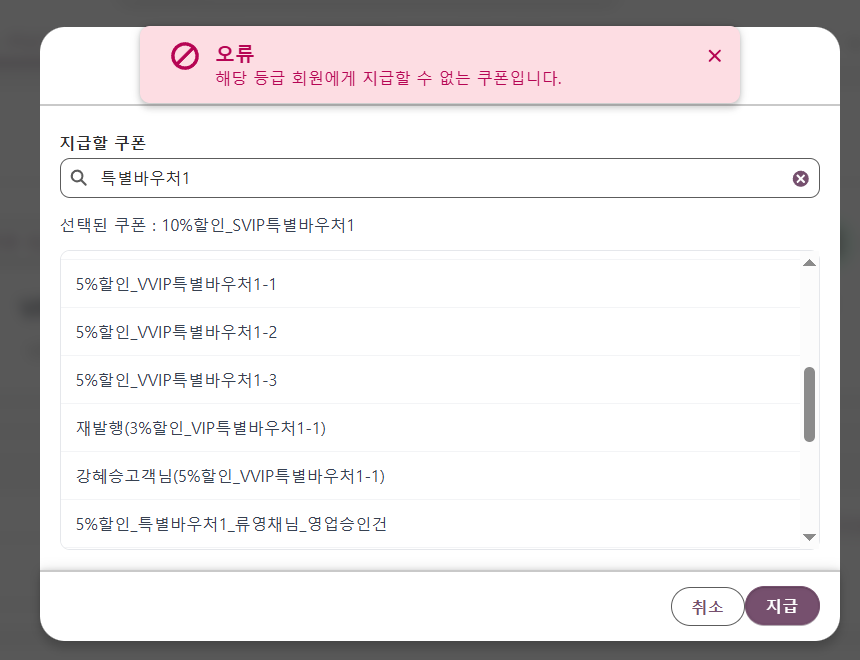 오류
해당 등급 회원에게 지급할 수 없는 쿠폰입니다.
지급할 쿠폰
특별바우처1
선택된 쿠폰 : 10%할인_SVIP특별바우처1
5%할인_VVIP특별바우처1-1
5%할인_VVIP특별바우처1-2
5%할인_VVIP특별바우처1-3
재발행(3%할인_VIP특별바우처1-1)
강혜승고객님(5%할인_VVIP특별바우처1-1)
5%할인_특별바우처1_류영채님_영업승인건
취소
지급